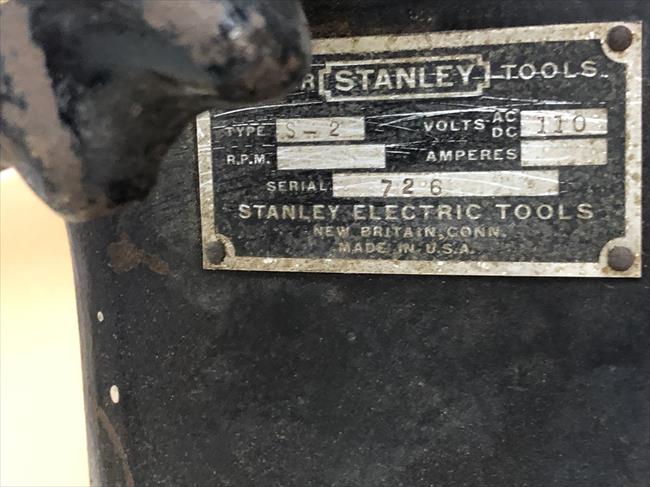 STANLEY TOOLS
TYPE S-2 VOLTS AC DC 110
R.P.M. AMPERES
SERIAL 726
STANLEY ELECTRIC TOOLS
NEW BRITAIN, CONN.
MADE IN U.S.A.